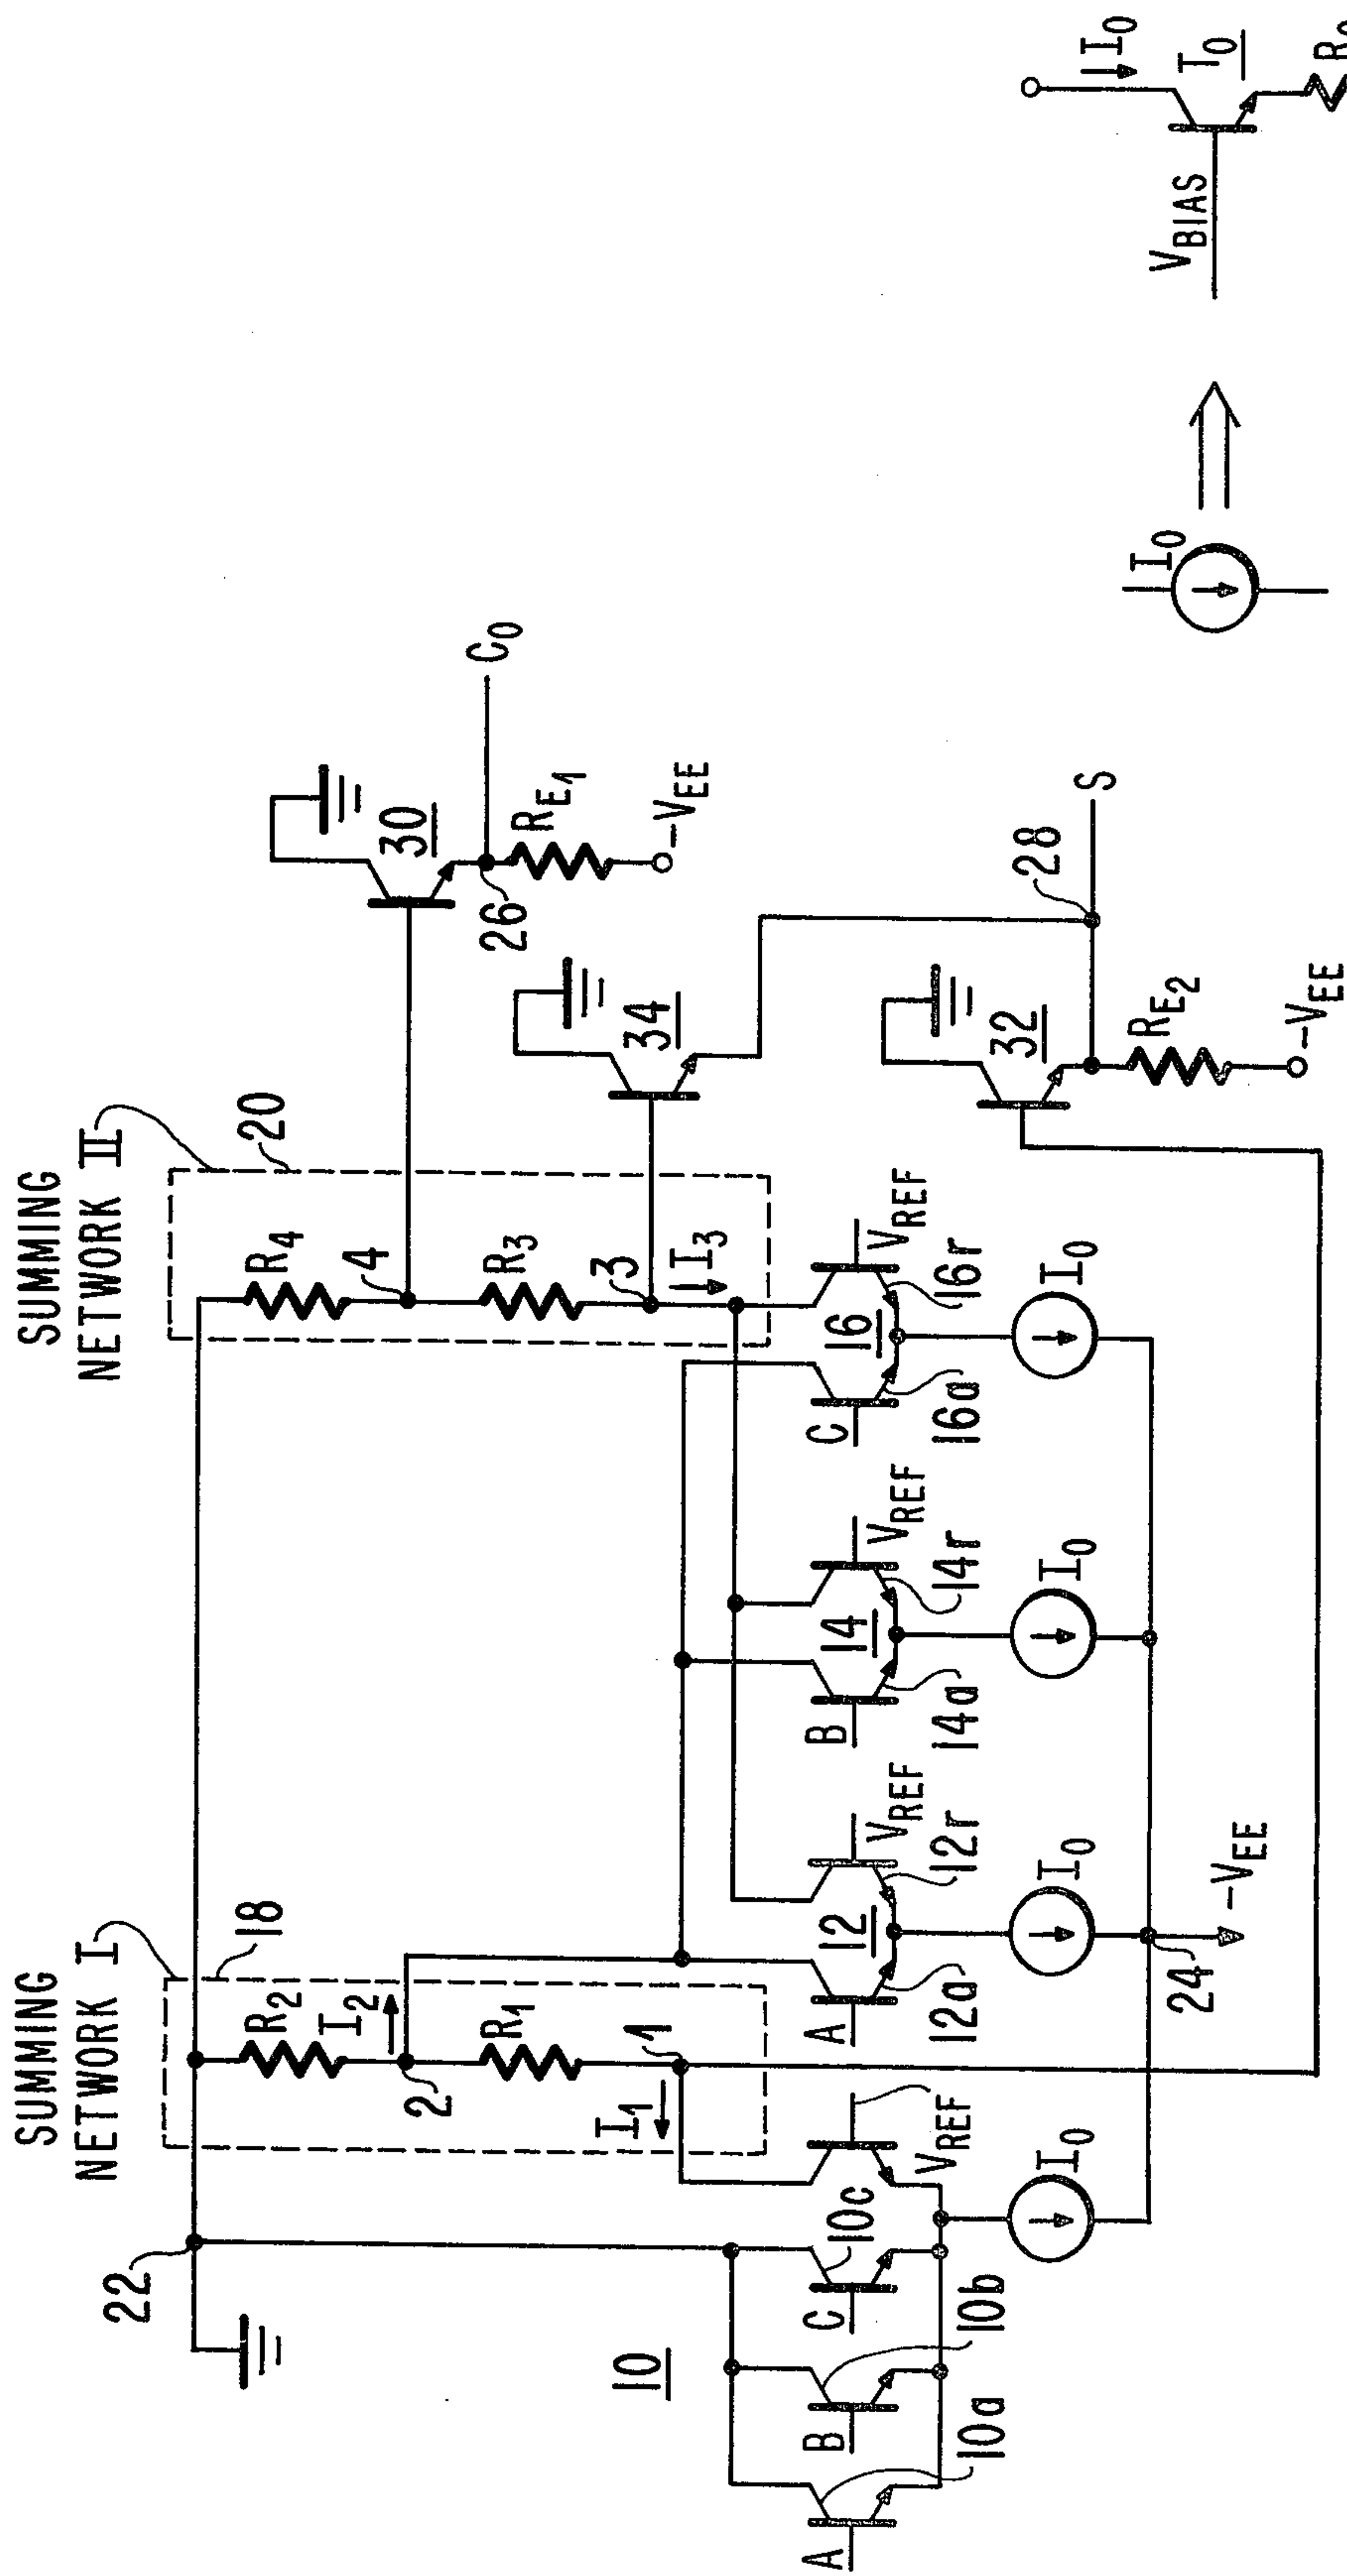 SUMMING
NETWORK I
18
SUMMING
NETWORK II
20
22
R2
I2
2
R1
1
I1
R4
4
R3
3
I3
30
C0
26
RE1
-VEE
34
32
28
S
RE2
-VEE
10
A
10a
B
10b
C
10c
VREF
I0
A
12a
12
12r
VREF
I0
24
-VEE
B
14a
14
14r
VREF
I0
C
16a
16
16r
VREF
I0
I0
VBIAS
I0
T0